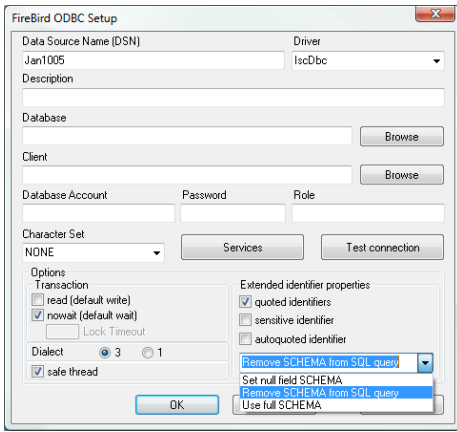 FireBird ODBC Setup
Data Source Name (DSN) Driver
Jan1005 IscDbc
Description
Database
Browse
Client
Browse
Database Account Password Role
Character Set
NONE Services Test connection
Options
Transaction Extended identifier properties
read (default write) quoted identifiers
nowait (default wait) sensitive identifier
Lock Timeout autoquoted identifier
Dialect 3 1 Remove SCHEMA from SQL query
safe thread Set null field SCHEMA
Remove SCHEMA from SQL query
OK Use full SCHEMA